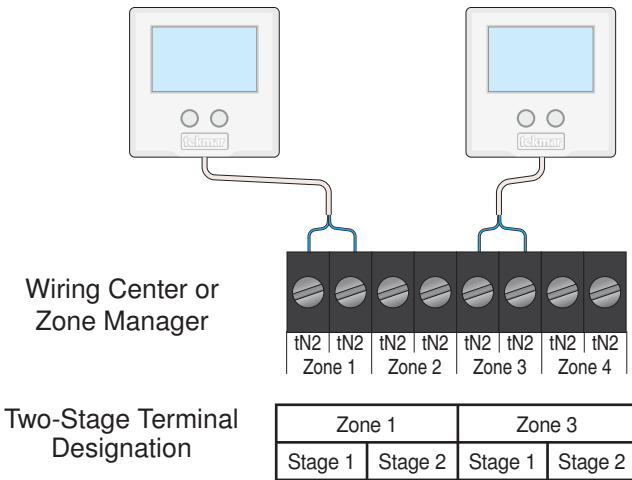 tekmar
tekmar
Wiring Center or
Zone Manager
tN2 tN2 tN2 tN2 tN2 tN2 tN2 tN2
Zone 1 Zone 2 Zone 3 Zone 4
Two-Stage Terminal
Designation
Zone 1 Zone 3
Stage 1 Stage 2 Stage 1 Stage 2